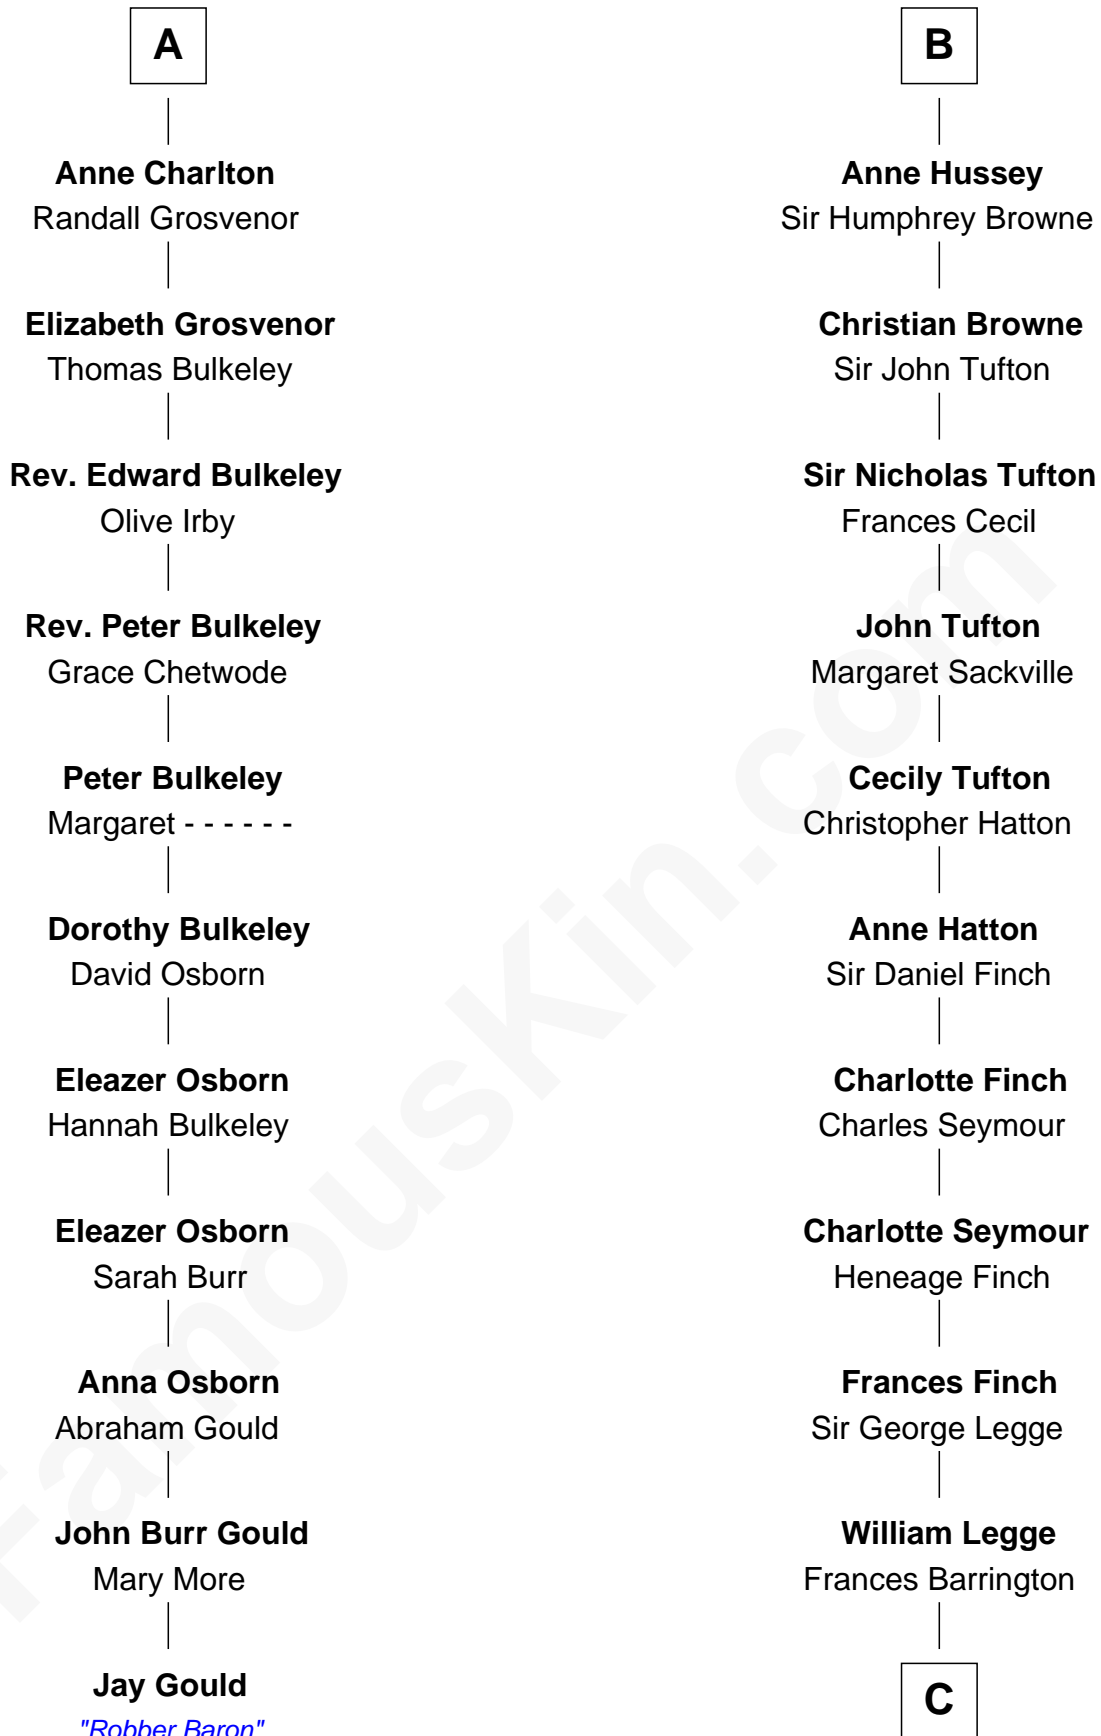 A
Anne Charlton
Randall Grosvenor
Elizabeth Grosvenor
Thomas Bulkeley
Rev. Edward Bulkeley
Olive Irby
Rev. Peter Bulkeley
Grace Chetwode
Peter Bulkeley
Margaret - - - - - -
Dorothy Bulkeley
David Osborn
Eleazer Osborn
Hannah Bulkeley
Eleazer Osborn
Sarah Burr
Anna Osborn
Abraham Gould
John Burr Gould
Mary More
Jay Gould
"Robber Baron"
B
Anne Hussey
Sir Humphrey Browne
Christian Browne
Sir John Tufton
Sir Nicholas Tufton
Frances Cecil
John Tufton
Margaret Sackville
Cecily Tufton
Christopher Hatton
Anne Hatton
Sir Daniel Finch
Charlotte Finch
Charles Seymour
Charlotte Seymour
Heneage Finch
Frances Finch
Sir George Legge
William Legge
Frances Barrington
C
FamousKin.com